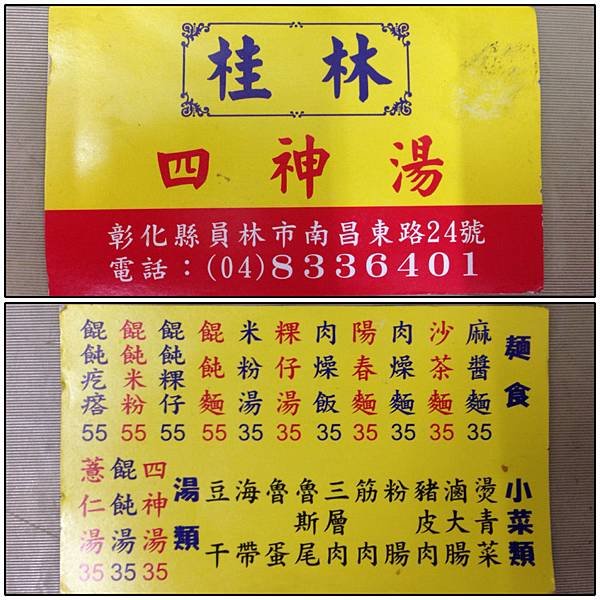 桂林
四神湯
彰化縣員林市南昌東路24號
電話：(04)8336401
麵食
麻醬麵 35
沙茶麵 35
肉燥麵 35
陽春麵 35
肉燥飯 35
粿仔湯 35
米粉湯 35
餛飩麵 55
餛飩粿仔 55
餛飩米粉 55
餛飩疙瘩 55
小菜類
燙青菜
滷大腸
豬皮肉
粉腸
筋肉
三層肉
魯斯尾
魯蛋
海帶
豆干
湯類
四神湯 35
餛飩湯 35
薏仁湯 35